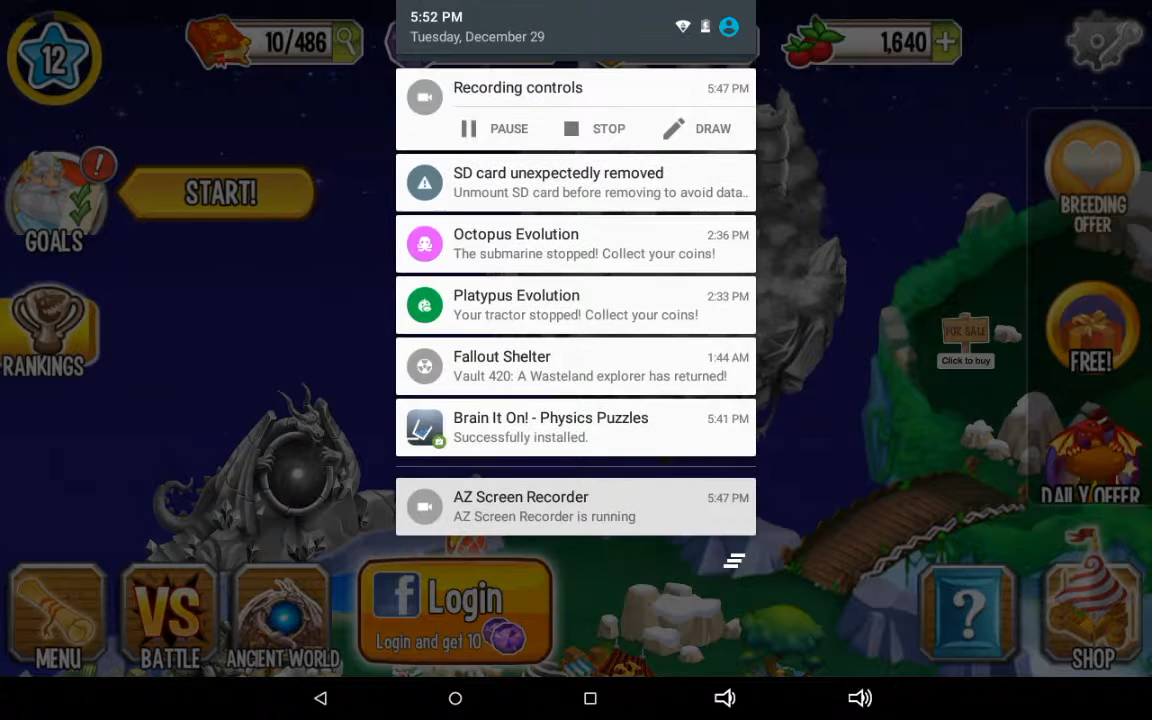 5:52 PM
Tuesday, December 29
12
10/486
1,640
Recording controls
5:47 PM
PAUSE
STOP
DRAW
SD card unexpectedly removed
Unmount SD card before removing to avoid data..
Octopus Evolution
2:36 PM
The submarine stopped! Collect your coins!
Platypus Evolution
2:33 PM
Your tractor stopped! Collect your coins!
Fallout Shelter
1:44 AM
Vault 420: A Wasteland explorer has returned!
Brain It On! - Physics Puzzles
5:41 PM
Successfully installed.
AZ Screen Recorder
5:47 PM
AZ Screen Recorder is running
START!
GOALS
RANKINGS
BREEDING
OFFER
FOR SALE
Click to buy
FREE!
DAILY OFFER
MENU
VS
BATTLE
ANCIENT WORLD
f Login
Login and get 10
?
SHOP